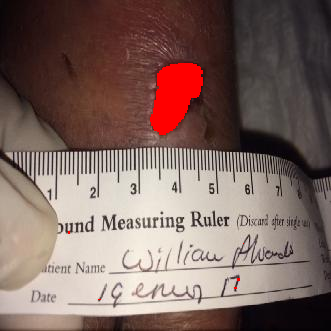 1 2 3 4 5 6 7 8
ound Measuring Ruler (Discard after single
atient Name William
Date 19 enero 17